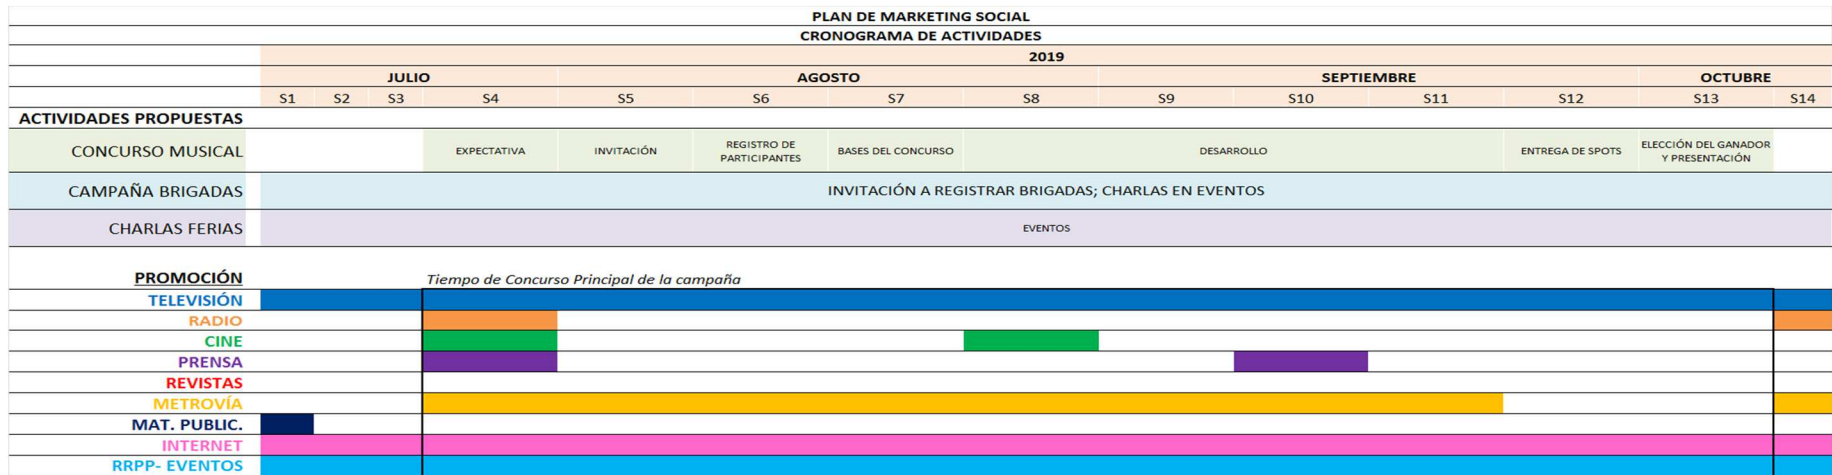 PLAN DE MARKETING SOCIAL
CRONOGRAMA DE ACTIVIDADES
2019
JULIO AGOSTO SEPTIEMBRE OCTUBRE
S1 S2 S3 S4 S5 S6 S7 S8 S9 S10 S11 S12 S13 S14
ACTIVIDADES PROPUESTAS
CONCURSO MUSICAL EXPECTATIVA INVITACIÓN REGISTRO DE PARTICIPANTES BASES DEL CONCURSO DESARROLLO ENTREGA DE SPOTS ELECCIÓN DEL GANADOR Y PRESENTACIÓN
CAMPAÑA BRIGADAS INVITACIÓN A REGISTRAR BRIGADAS; CHARLAS EN EVENTOS
CHARLAS FERIAS EVENTOS
PROMOCIÓN Tiempo de Concurso Principal de la campaña
TELEVISIÓN
RADIO
CINE
PRENSA
REVISTAS
METROVÍA
MAT. PUBLIC.
INTERNET
RRPP- EVENTOS